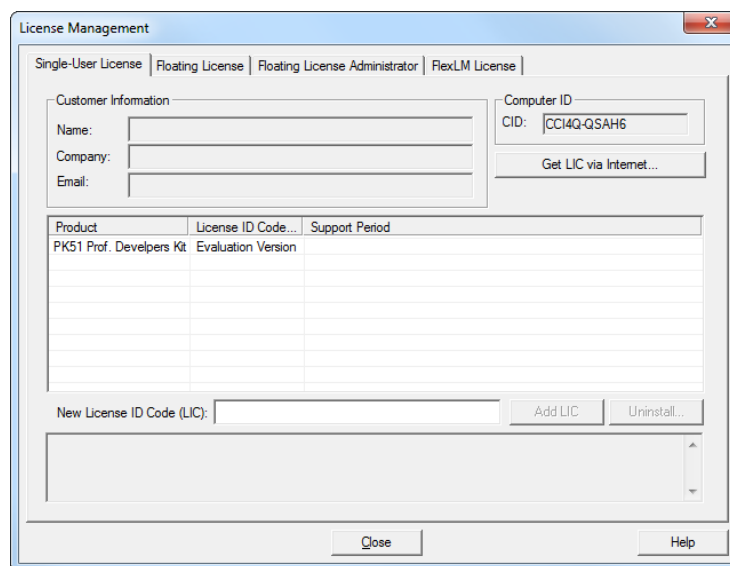 License Management
Single-User License Floating License Floating License Administrator FlexLM License
Customer Information
Name:
Company:
Email:
Computer ID
CID: CCI4Q-QSAH6
Get LIC via Internet...
Product License ID Code... Support Period
PK51 Prof. Develpers Kit Evaluation Version
New License ID Code (LIC): Add LIC Uninstall...
Close Help